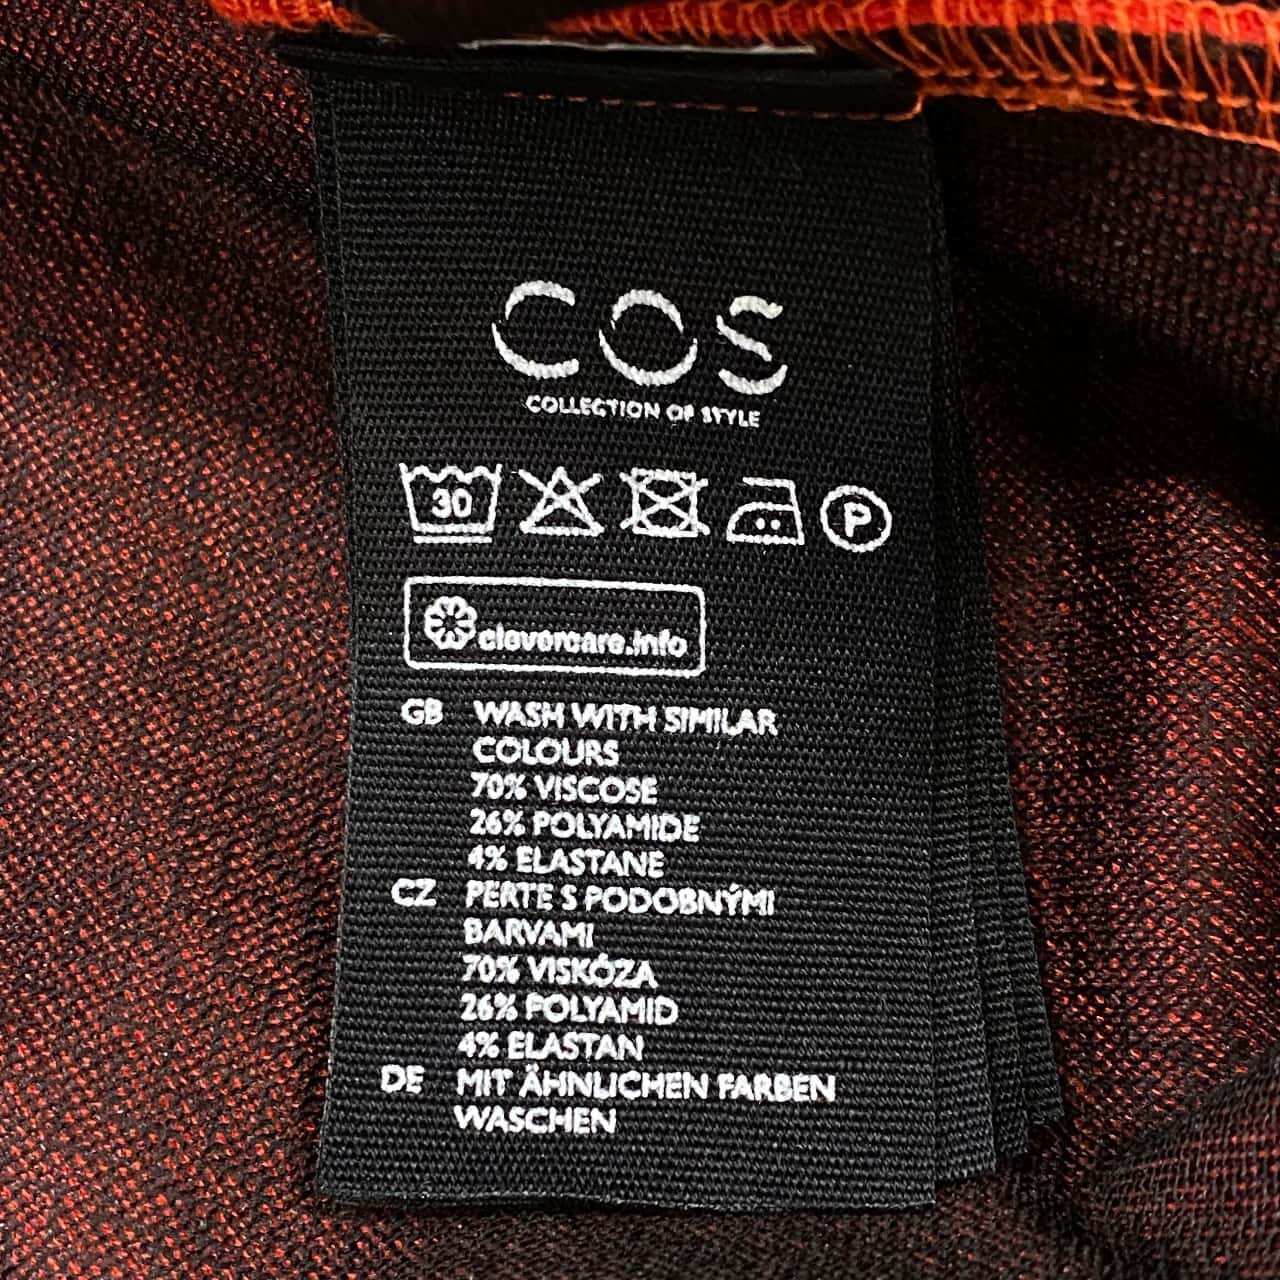 COS
COLLECTION OF STYLE
30
P
clevercare.info
GB WASH WITH SIMILAR
COLOURS
70% VISCOSE
26% POLYAMIDE
4% ELASTANE
CZ PERTE S PODOBNÝMI
BARVAMI
70% VISKÓZA
26% POLYAMID
4% ELASTAN
DE MIT ÄHNLICHEN FARBEN
WASCHEN